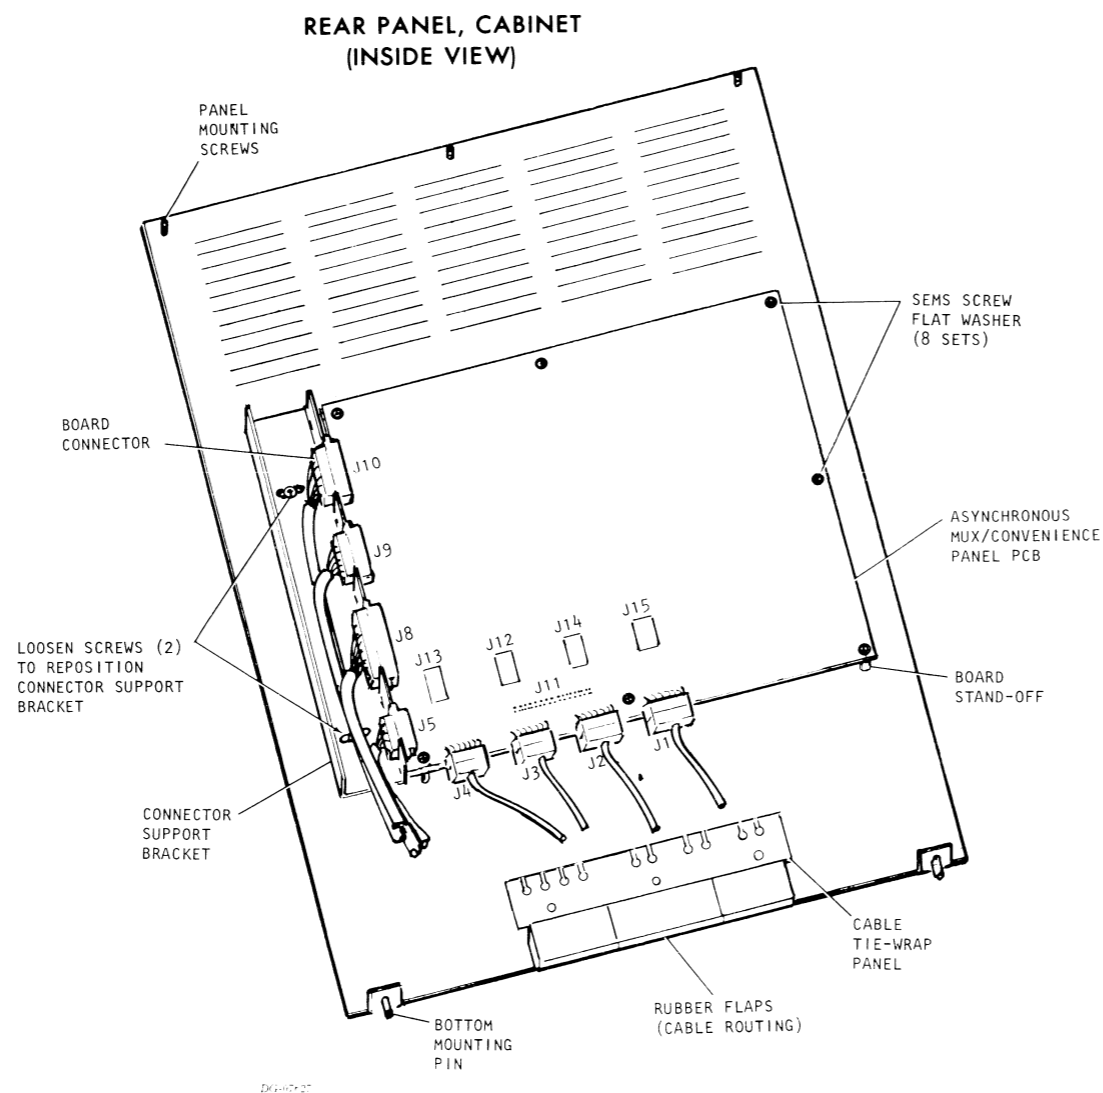 REAR PANEL, CABINET
(INSIDE VIEW)
PANEL
MOUNTING
SCREWS
SEMS SCREW
FLAT WASHER
(8 SETS)
BOARD
CONNECTOR
J10
ASYNCHRONOUS
MUX/CONVENIENCE
PANEL PCB
J9
J15
J14
J8
J12
LOOSEN SCREWS (2)
TO REPOSITION
CONNECTOR SUPPORT
BRACKET
J13
J11
BOARD
STAND-OFF
J5
J1
J2
J3
J4
CONNECTOR
SUPPORT
BRACKET
CABLE
TIE-WRAP
PANEL
RUBBER FLAPS
(CABLE ROUTING)
BOTTOM
MOUNTING
PIN